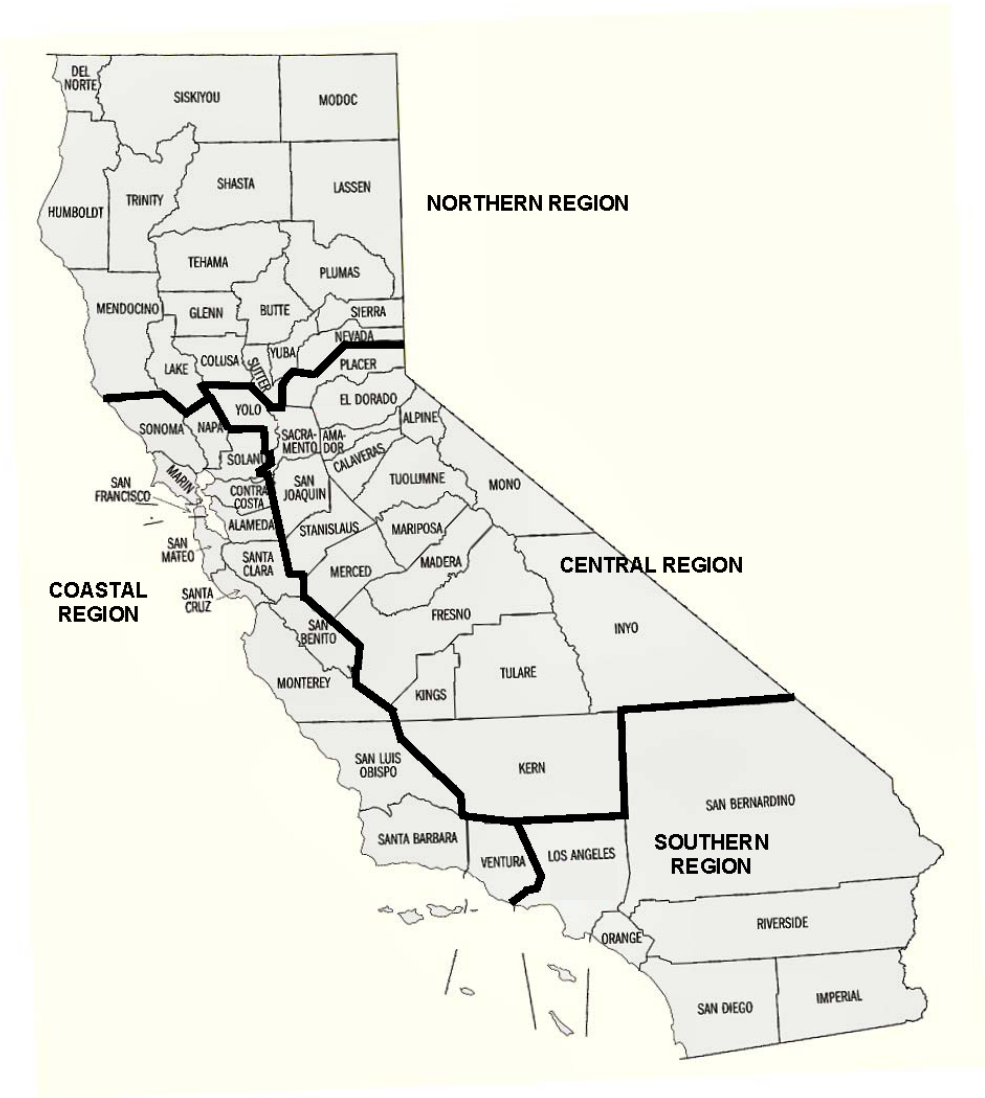 DEL
NORTE
SISKIYOU
MODOC
HUMBOLDT
TRINITY
SHASTA
LASSEN
NORTHERN REGION
TEHAMA
PLUMAS
MENDOCINO
GLENN
BUTTE
SIERRA
NEVADA
LAKE
COLUSA
SUTTER
YUBA
PLACER
SONOMA
NAPA
YOLO
EL DORADO
SACRA-
MENTO
AMA-
DOR
ALPINE
SOLANO
CALAVERAS
MARIN
SAN
FRANCISCO
CONTRA
COSTA
SAN
JOAQUIN
TUOLUMNE
MONO
ALAMEDA
STANISLAUS
MARIPOSA
SAN
MATEO
SANTA
CLARA
MERCED
MADERA
CENTRAL REGION
COASTAL
REGION
SANTA
CRUZ
SAN
BENITO
FRESNO
INYO
MONTEREY
KINGS
TULARE
SAN LUIS
OBISPO
KERN
SAN BERNARDINO
SANTA BARBARA
VENTURA
LOS ANGELES
SOUTHERN
REGION
ORANGE
RIVERSIDE
SAN DIEGO
IMPERIAL